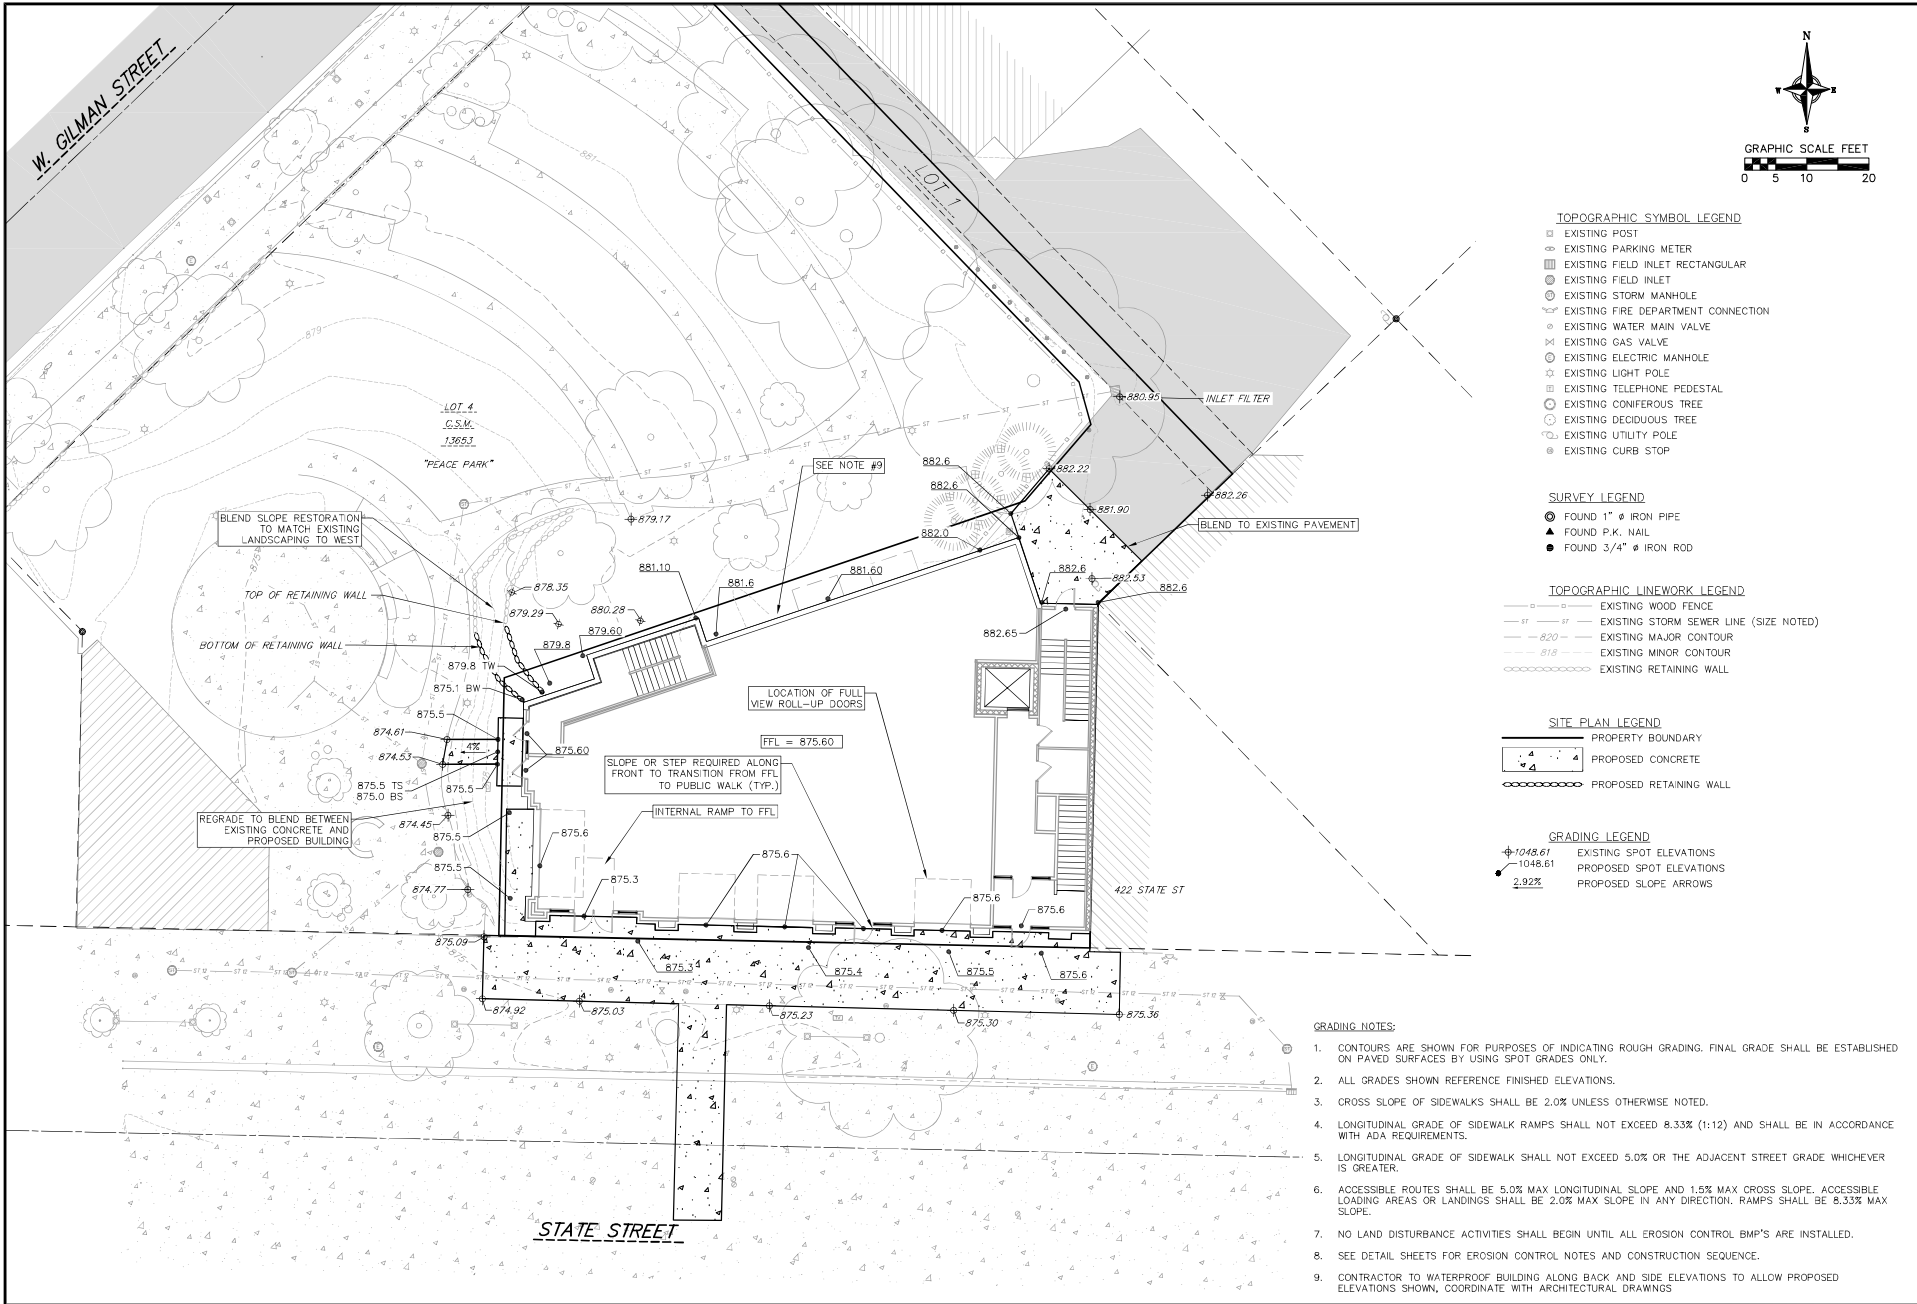 W. GILMAN STREET
N
W
E
S
GRAPHIC SCALE FEET
0 5 10 20
LOT 1
881
879
875
LOT 4
C.S.M.
13653
"PEACE PARK"
TOPOGRAPHIC SYMBOL LEGEND
EXISTING POST
EXISTING PARKING METER
EXISTING FIELD INLET RECTANGULAR
EXISTING FIELD INLET
EXISTING STORM MANHOLE
EXISTING FIRE DEPARTMENT CONNECTION
EXISTING WATER MAIN VALVE
EXISTING GAS VALVE
EXISTING ELECTRIC MANHOLE
EXISTING LIGHT POLE
EXISTING TELEPHONE PEDESTAL
EXISTING CONIFEROUS TREE
EXISTING DECIDUOUS TREE
EXISTING UTILITY POLE
EXISTING CURB STOP
SURVEY LEGEND
FOUND 1" ø IRON PIPE
FOUND P.K. NAIL
FOUND 3/4" ø IRON ROD
TOPOGRAPHIC LINEWORK LEGEND
EXISTING WOOD FENCE
ST ST EXISTING STORM SEWER LINE (SIZE NOTED)
820 EXISTING MAJOR CONTOUR
818 EXISTING MINOR CONTOUR
EXISTING RETAINING WALL
SITE PLAN LEGEND
PROPERTY BOUNDARY
PROPOSED CONCRETE
PROPOSED RETAINING WALL
GRADING LEGEND
1048.61 EXISTING SPOT ELEVATIONS
1048.61 PROPOSED SPOT ELEVATIONS
2.92% PROPOSED SLOPE ARROWS
880.95
INLET FILTER
SEE NOTE #9
882.6
882.6
882.22
882.26
881.90
882.0
BLEND TO EXISTING PAVEMENT
BLEND SLOPE RESTORATION
TO MATCH EXISTING
LANDSCAPING TO WEST
879.17
881.10
881.6
881.60
882.6
882.53
882.6
882.65
TOP OF RETAINING WALL
878.35
879.29
880.28
879.60
879.8
BOTTOM OF RETAINING WALL
879.8 TW
875.1 BW
875.5
874.61
4%
874.53
875.5 TS
875.0 BS
875.5
875.60
LOCATION OF FULL
VIEW ROLL-UP DOORS
FFL = 875.60
SLOPE OR STEP REQUIRED ALONG
FRONT TO TRANSITION FROM FFL
TO PUBLIC WALK (TYP.)
INTERNAL RAMP TO FFL
REGRADE TO BLEND BETWEEN
EXISTING CONCRETE AND
PROPOSED BUILDING
874.45
875.5
875.6
875.5
875.6
874.77
875.3
875.6
875.6
422 STATE ST
875.09
875
875.3
875.4
875.5
875.6
874.92
875.03
875.23
875.30
875.36
STATE STREET
GRADING NOTES:
1. CONTOURS ARE SHOWN FOR PURPOSES OF INDICATING ROUGH GRADING. FINAL GRADE SHALL BE ESTABLISHED
ON PAVED SURFACES BY USING SPOT GRADES ONLY.
2. ALL GRADES SHOWN REFERENCE FINISHED ELEVATIONS.
3. CROSS SLOPE OF SIDEWALKS SHALL BE 2.0% UNLESS OTHERWISE NOTED.
4. LONGITUDINAL GRADE OF SIDEWALK RAMPS SHALL NOT EXCEED 8.33% (1:12) AND SHALL BE IN ACCORDANCE
WITH ADA REQUIREMENTS.
5. LONGITUDINAL GRADE OF SIDEWALK SHALL NOT EXCEED 5.0% OR THE ADJACENT STREET GRADE WHICHEVER
IS GREATER.
6. ACCESSIBLE ROUTES SHALL BE 5.0% MAX LONGITUDINAL SLOPE AND 1.5% MAX CROSS SLOPE. ACCESSIBLE
LOADING AREAS OR LANDINGS SHALL BE 2.0% MAX SLOPE IN ANY DIRECTION. RAMPS SHALL BE 8.33% MAX
SLOPE.
7. NO LAND DISTURBANCE ACTIVITIES SHALL BEGIN UNTIL ALL EROSION CONTROL BMP'S ARE INSTALLED.
8. SEE DETAIL SHEETS FOR EROSION CONTROL NOTES AND CONSTRUCTION SEQUENCE.
9. CONTRACTOR TO WATERPROOF BUILDING ALONG BACK AND SIDE ELEVATIONS TO ALLOW PROPOSED
ELEVATIONS SHOWN, COORDINATE WITH ARCHITECTURAL DRAWINGS